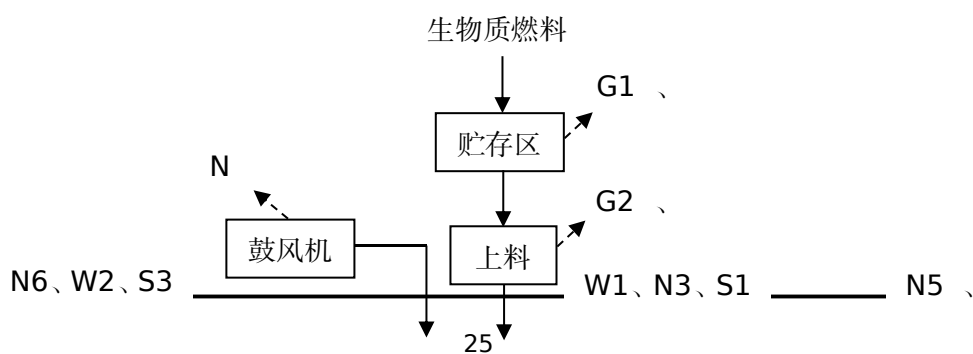 生物质燃料
G1 、
贮存区
N
G2 、
鼓风机
上料
N6、W2、S3
W1、N3、S1
N5 、
25